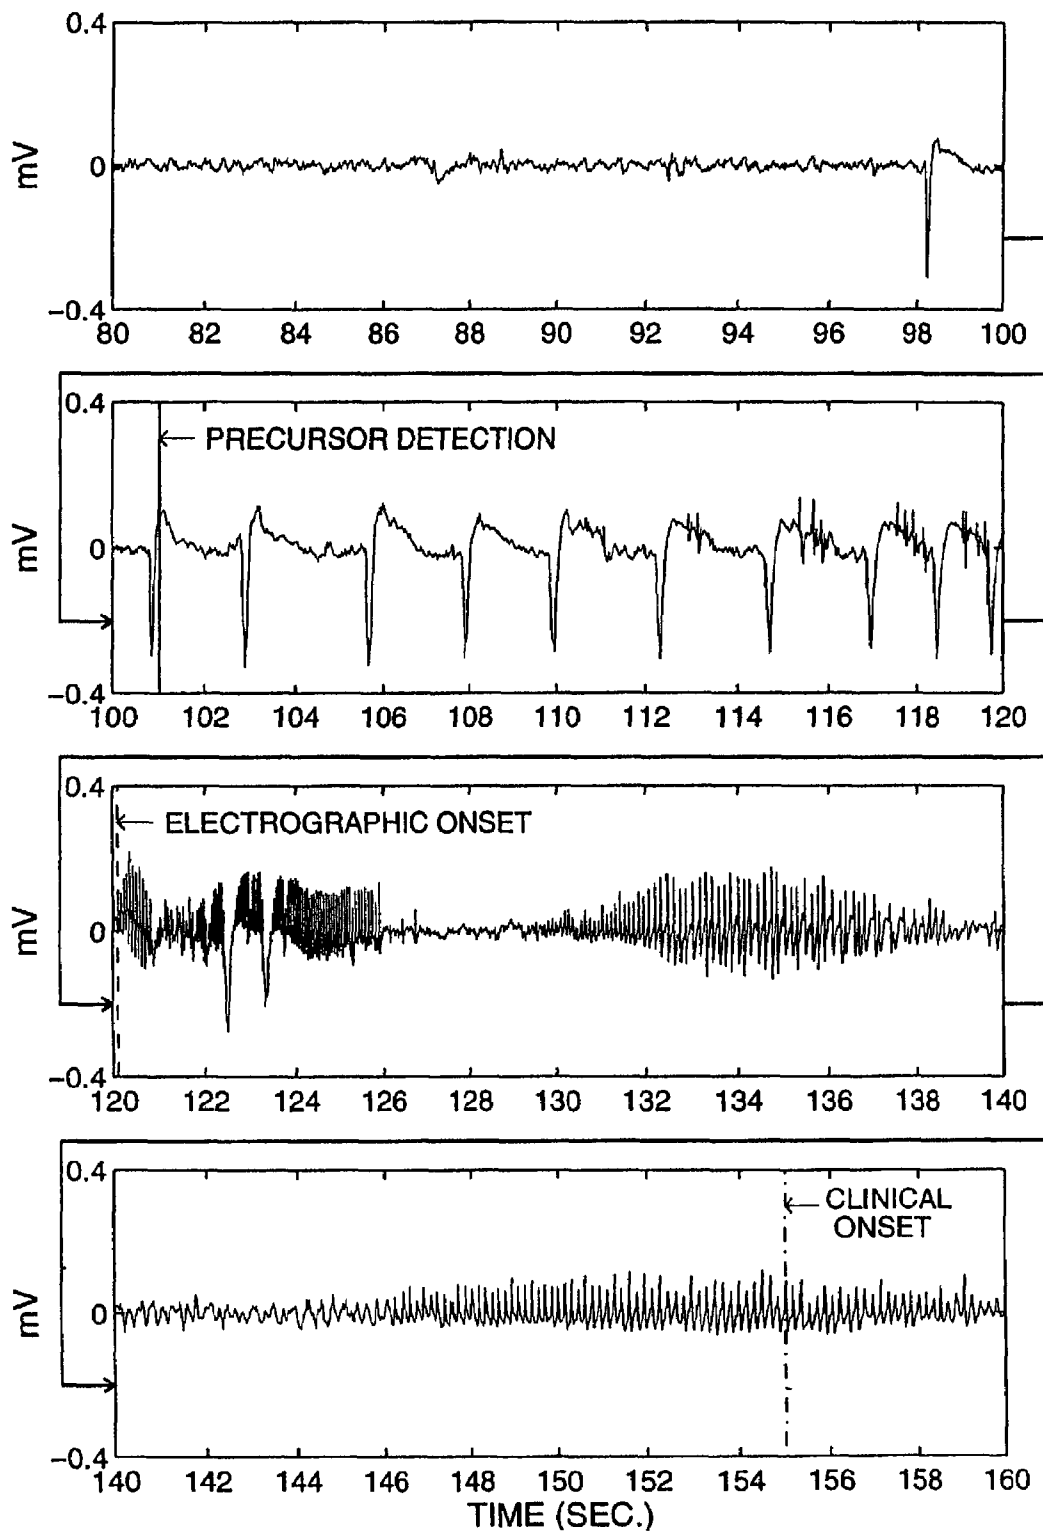 0.4
mV
0
-0.4
80 82 84 86 88 90 92 94 96 98 100
0.4
PRECURSOR DETECTION
mV
0
-0.4
100 102 104 106 108 110 112 114 116 118 120
0.4
ELECTROGRAPHIC ONSET
mV
0
-0.4
120 122 124 126 128 130 132 134 136 138 140
0.4
CLINICAL
ONSET
mV
0
-0.4
140 142 144 146 148 150 152 154 156 158 160
TIME (SEC.)